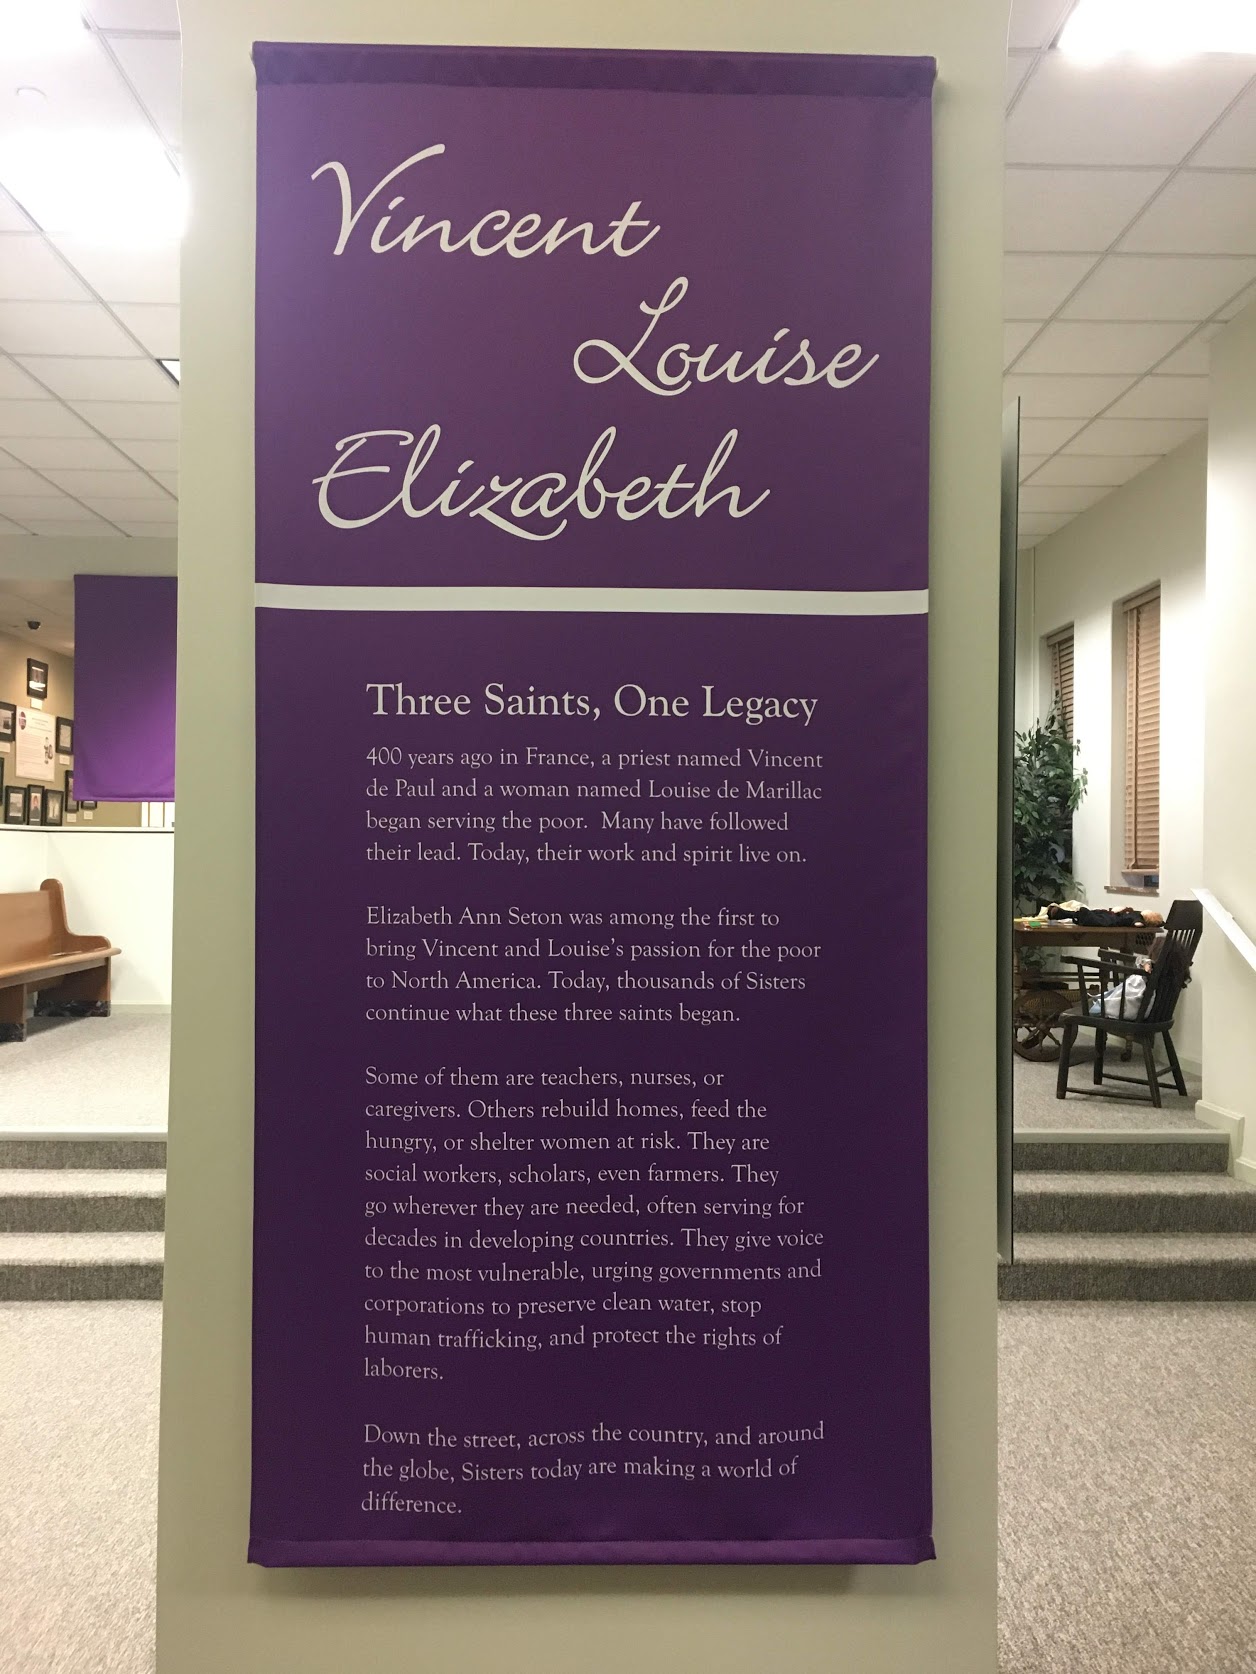 Vincent
Louise
Elizabeth
Three Saints, One Legacy
400 years ago in France, a priest named Vincent
de Paul and a woman named Louise de Marillac
began serving the poor.  Many have followed
their lead. Today, their work and spirit live on.
Elizabeth Ann Seton was among the first to
bring Vincent and Louise's passion for the poor
to North America. Today, thousands of Sisters
continue what these three saints began.
Some of them are teachers, nurses, or
caregivers. Others rebuild homes, feed the
hungry, or shelter women at risk. They are
social workers, scholars, even farmers. They
go wherever they are needed, often serving for
decades in developing countries. They give voice
to the most vulnerable, urging governments and
corporations to preserve clean water, stop
human trafficking, and protect the rights of
laborers.
Down the street, across the country, and around
the globe, Sisters today are making a world of
difference.